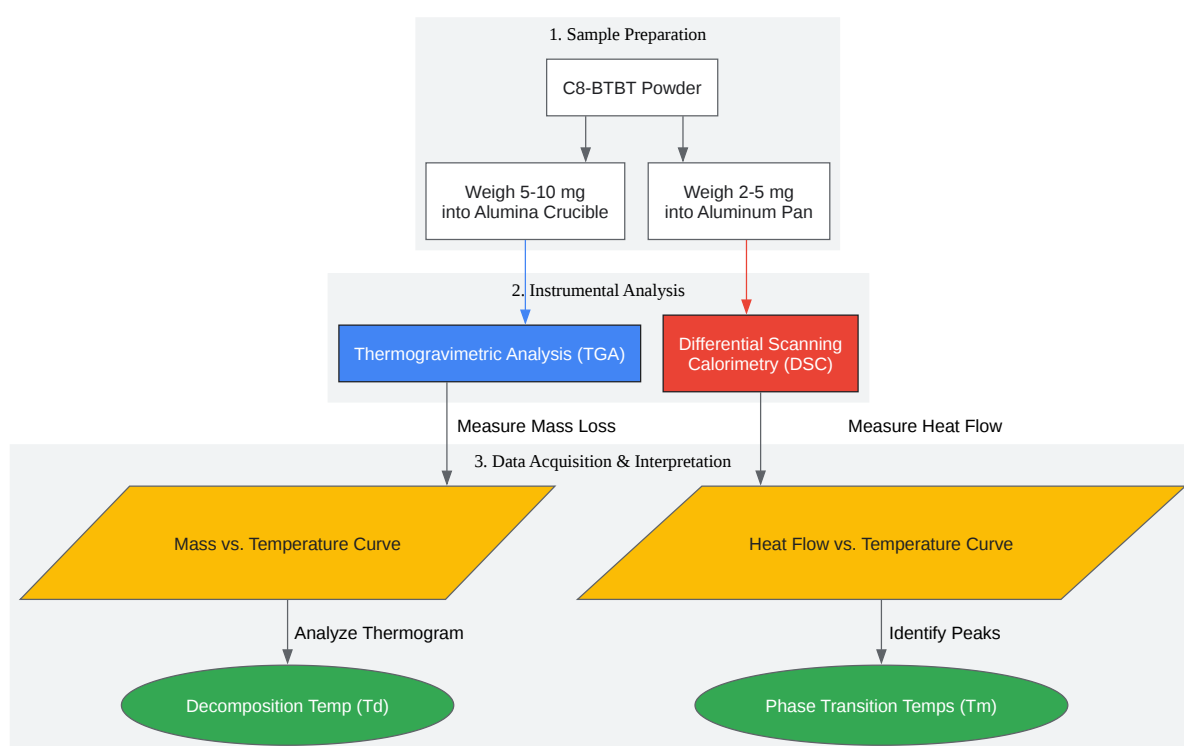 1. Sample Preparation
C8-BTBT Powder
Weigh 5-10 mg
into Alumina Crucible
Weigh 2-5 mg
into Aluminum Pan
2. Instrumental Analysis
Thermogravimetric Analysis (TGA)
Differential Scanning
Calorimetry (DSC)
Measure Mass Loss
Measure Heat Flow
3. Data Acquisition & Interpretation
Mass vs. Temperature Curve
Heat Flow vs. Temperature Curve
Analyze Thermogram
Identify Peaks
Decomposition Temp (Td)
Phase Transition Temps (Tm)